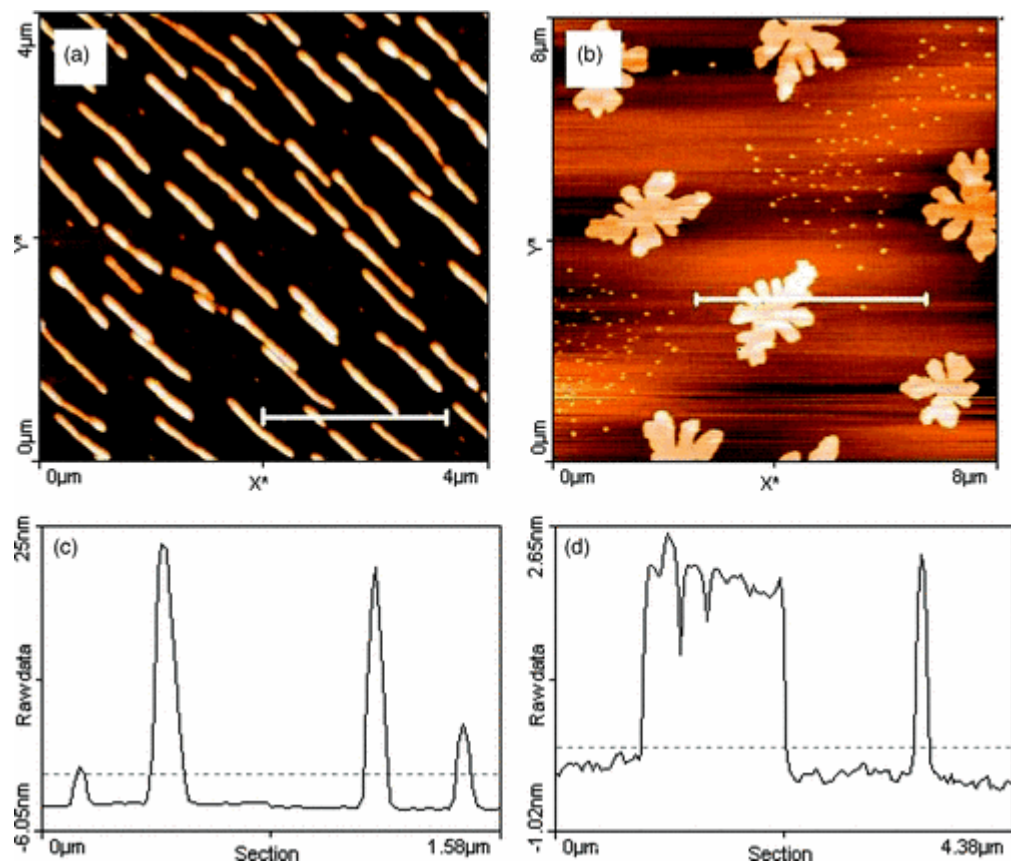 (a)
4µm
Y*
0µm
0µm
X*
4µm
(b)
8µm
Y*
0µm
0µm
X*
8µm
(c)
25nm
Raw data
-6.05nm
0µm
Section
1.58µm
(d)
2.65nm
Raw data
-1.02nm
0µm
Section
4.38µm